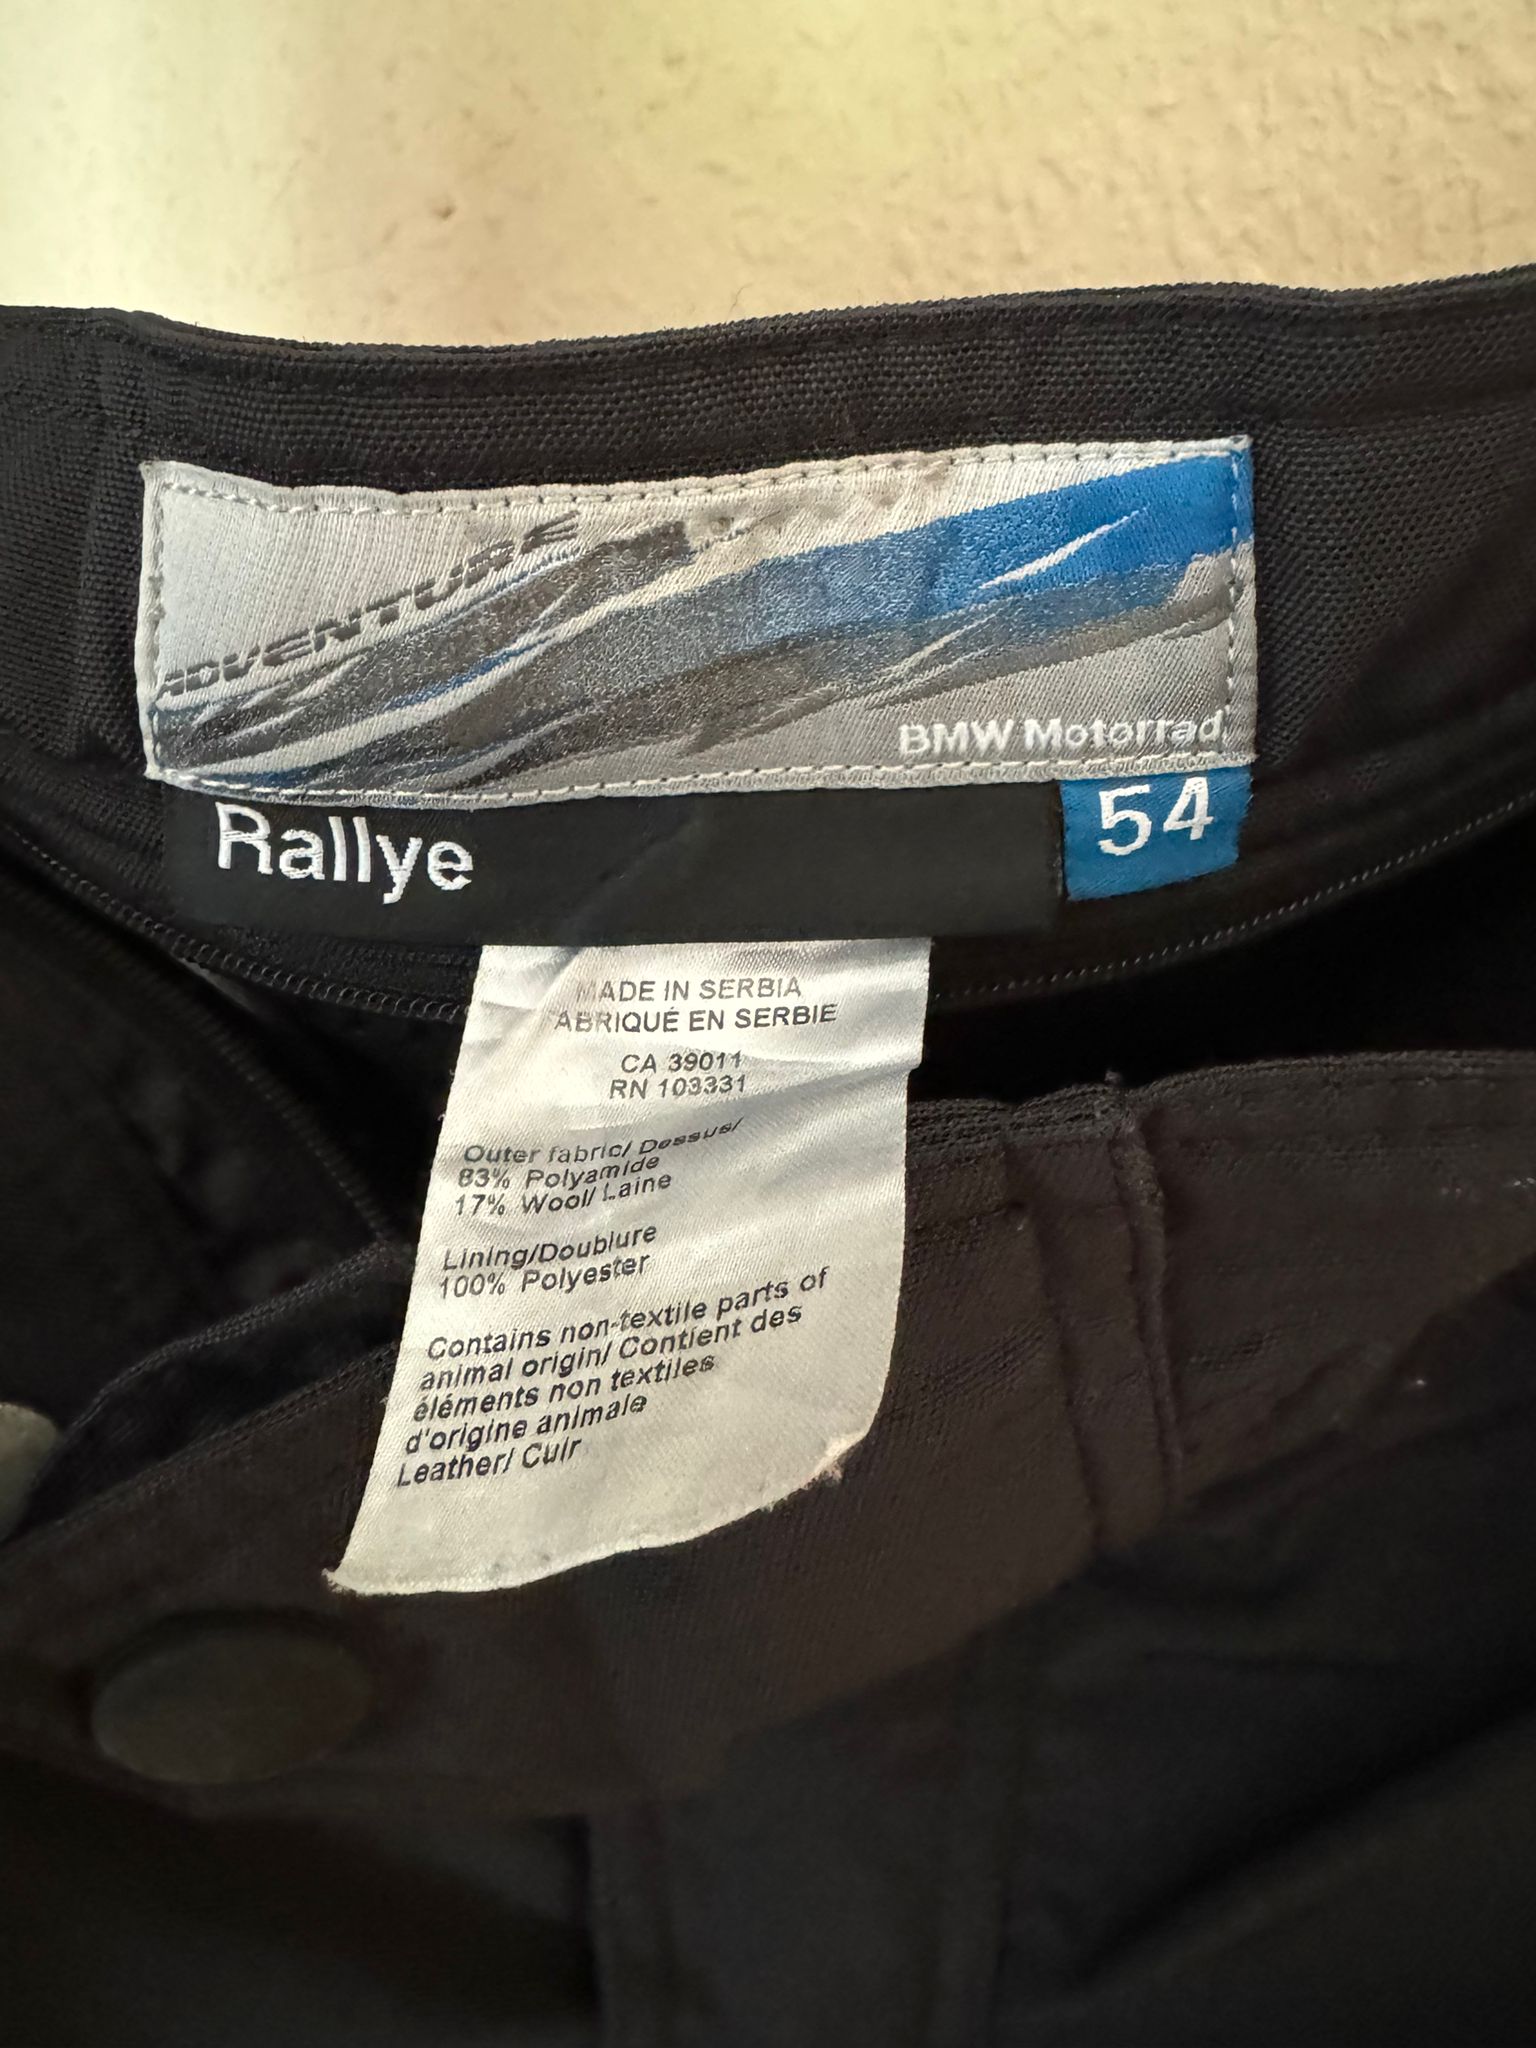 ADVENTURE
BMW Motorrad
Rallye
54
MADE IN SERBIA
ABRIQUÉ EN SERBIE
CA 39011
RN 103331
Outer fabric/ Dessus/
83% Polyamide
17% Wool/ Laine
Lining/Doublure
100% Polyester
Contains non-textile parts of
animal origin/ Contient des
éléments non textiles
d'origine animale
Leather/ Cuir